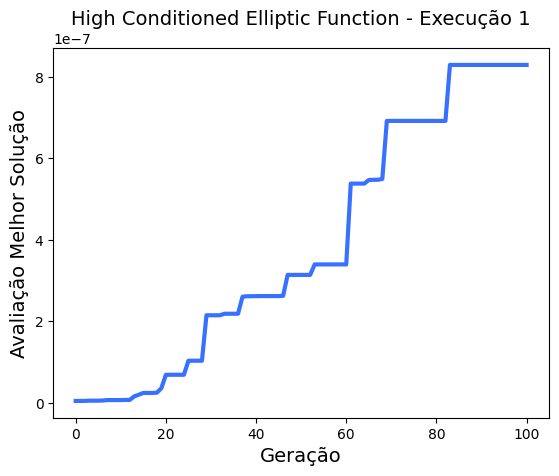 High Conditioned Elliptic Function - Execução 1
1e−7
8
6
4
2
0
Avaliação Melhor Solução
0 20 40 60 80 100
Geração